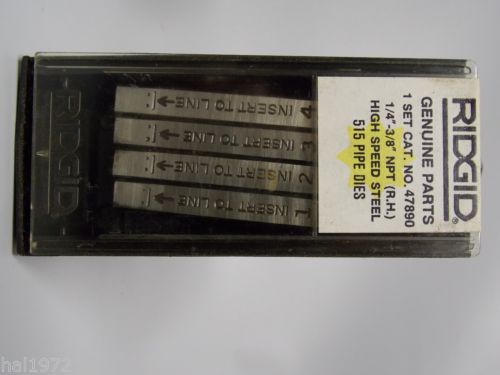 RIDGID®
GENUINE PARTS
1 SET CAT. NO. 47890
1/4"-3/8" NPT (R.H.)
HIGH SPEED STEEL
515 PIPE DIES
4 INSERT TO LINE
3 INSERT TO LINE
2 INSERT TO LINE
1 INSERT TO LINE
RIDGID
hal1972
hal1972